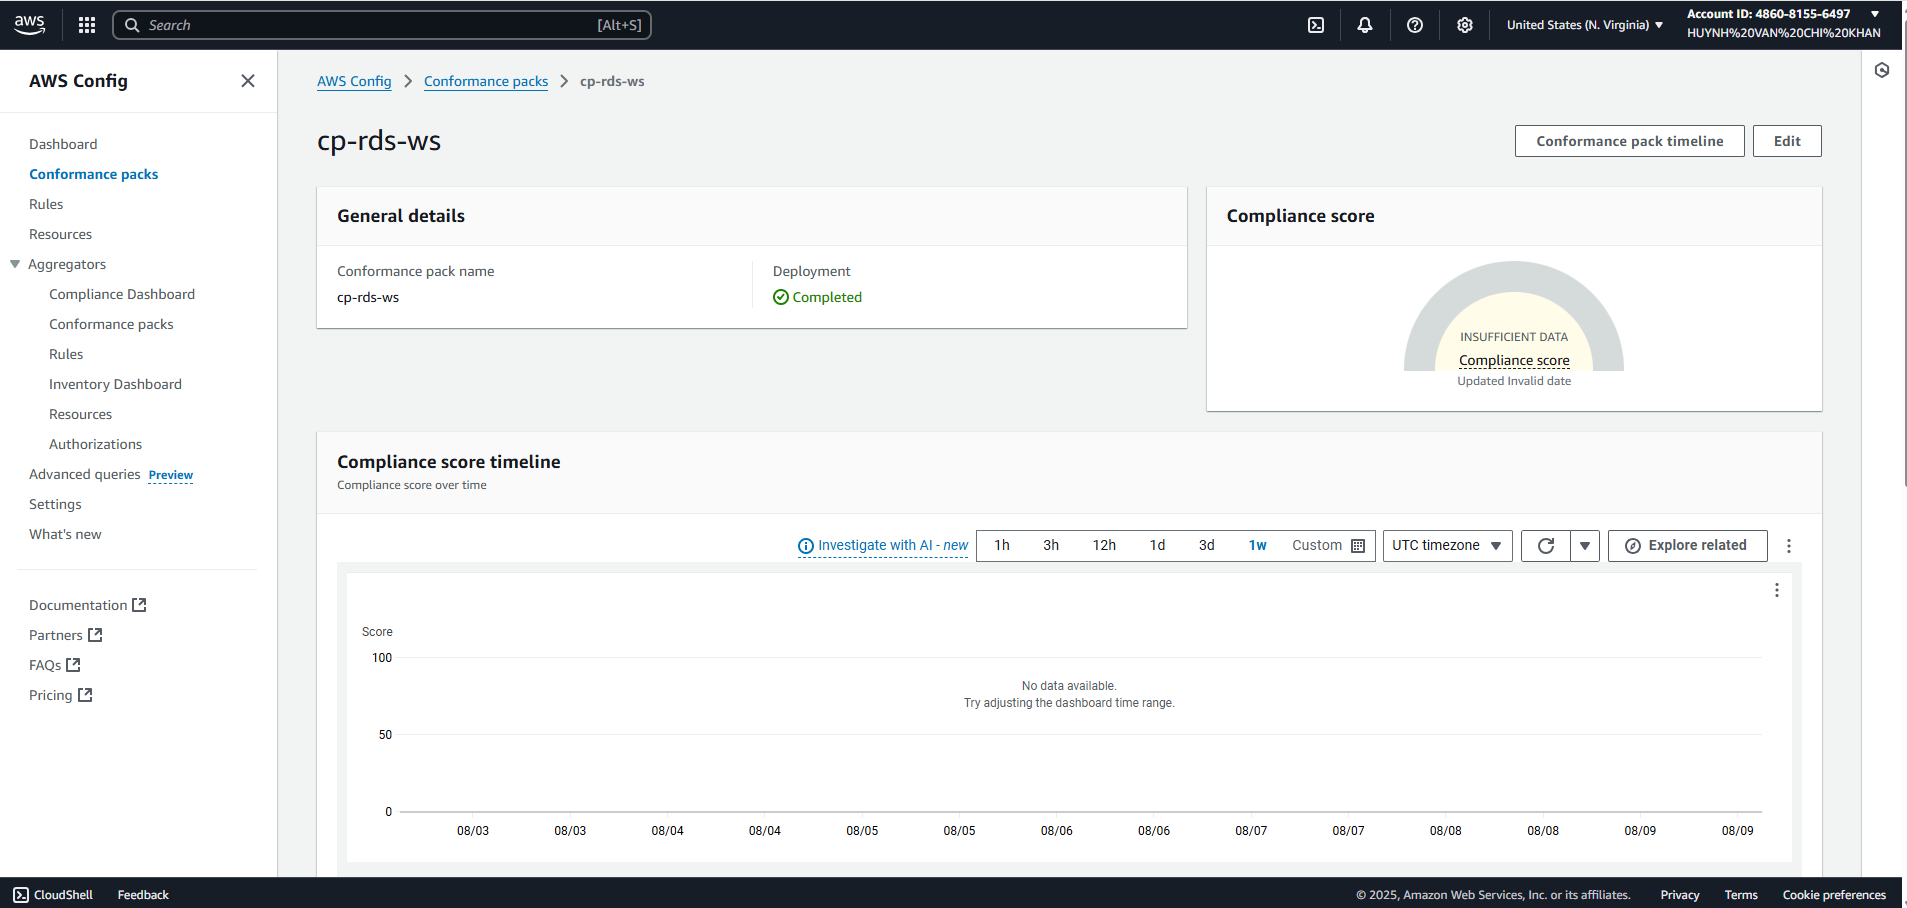 aws
Search
[Alt+S]
United States (N. Virginia)
Account ID: 4860-8155-6497
HUYNH%20VAN%20CHI%20KHAN
AWS Config
Dashboard
Conformance packs
Rules
Resources
Aggregators
Compliance Dashboard
Conformance packs
Rules
Inventory Dashboard
Resources
Authorizations
Advanced queries Preview
Settings
What's new
Documentation
Partners
FAQs
Pricing
AWS Config > Conformance packs > cp-rds-ws
cp-rds-ws
Conformance pack timeline
Edit
General details
Conformance pack name
cp-rds-ws
Deployment
Completed
Compliance score
INSUFFICIENT DATA
Compliance score
Updated Invalid date
Compliance score timeline
Compliance score over time
Investigate with AI - new
1h 3h 12h 1d 3d 1w Custom
UTC timezone
Explore related
Score
100
No data available.
Try adjusting the dashboard time range.
50
0
08/03 08/03 08/04 08/04 08/05 08/05 08/06 08/06 08/07 08/07 08/08 08/08 08/09 08/09
CloudShell
Feedback
© 2025, Amazon Web Services, Inc. or its affiliates.
Privacy
Terms
Cookie preferences